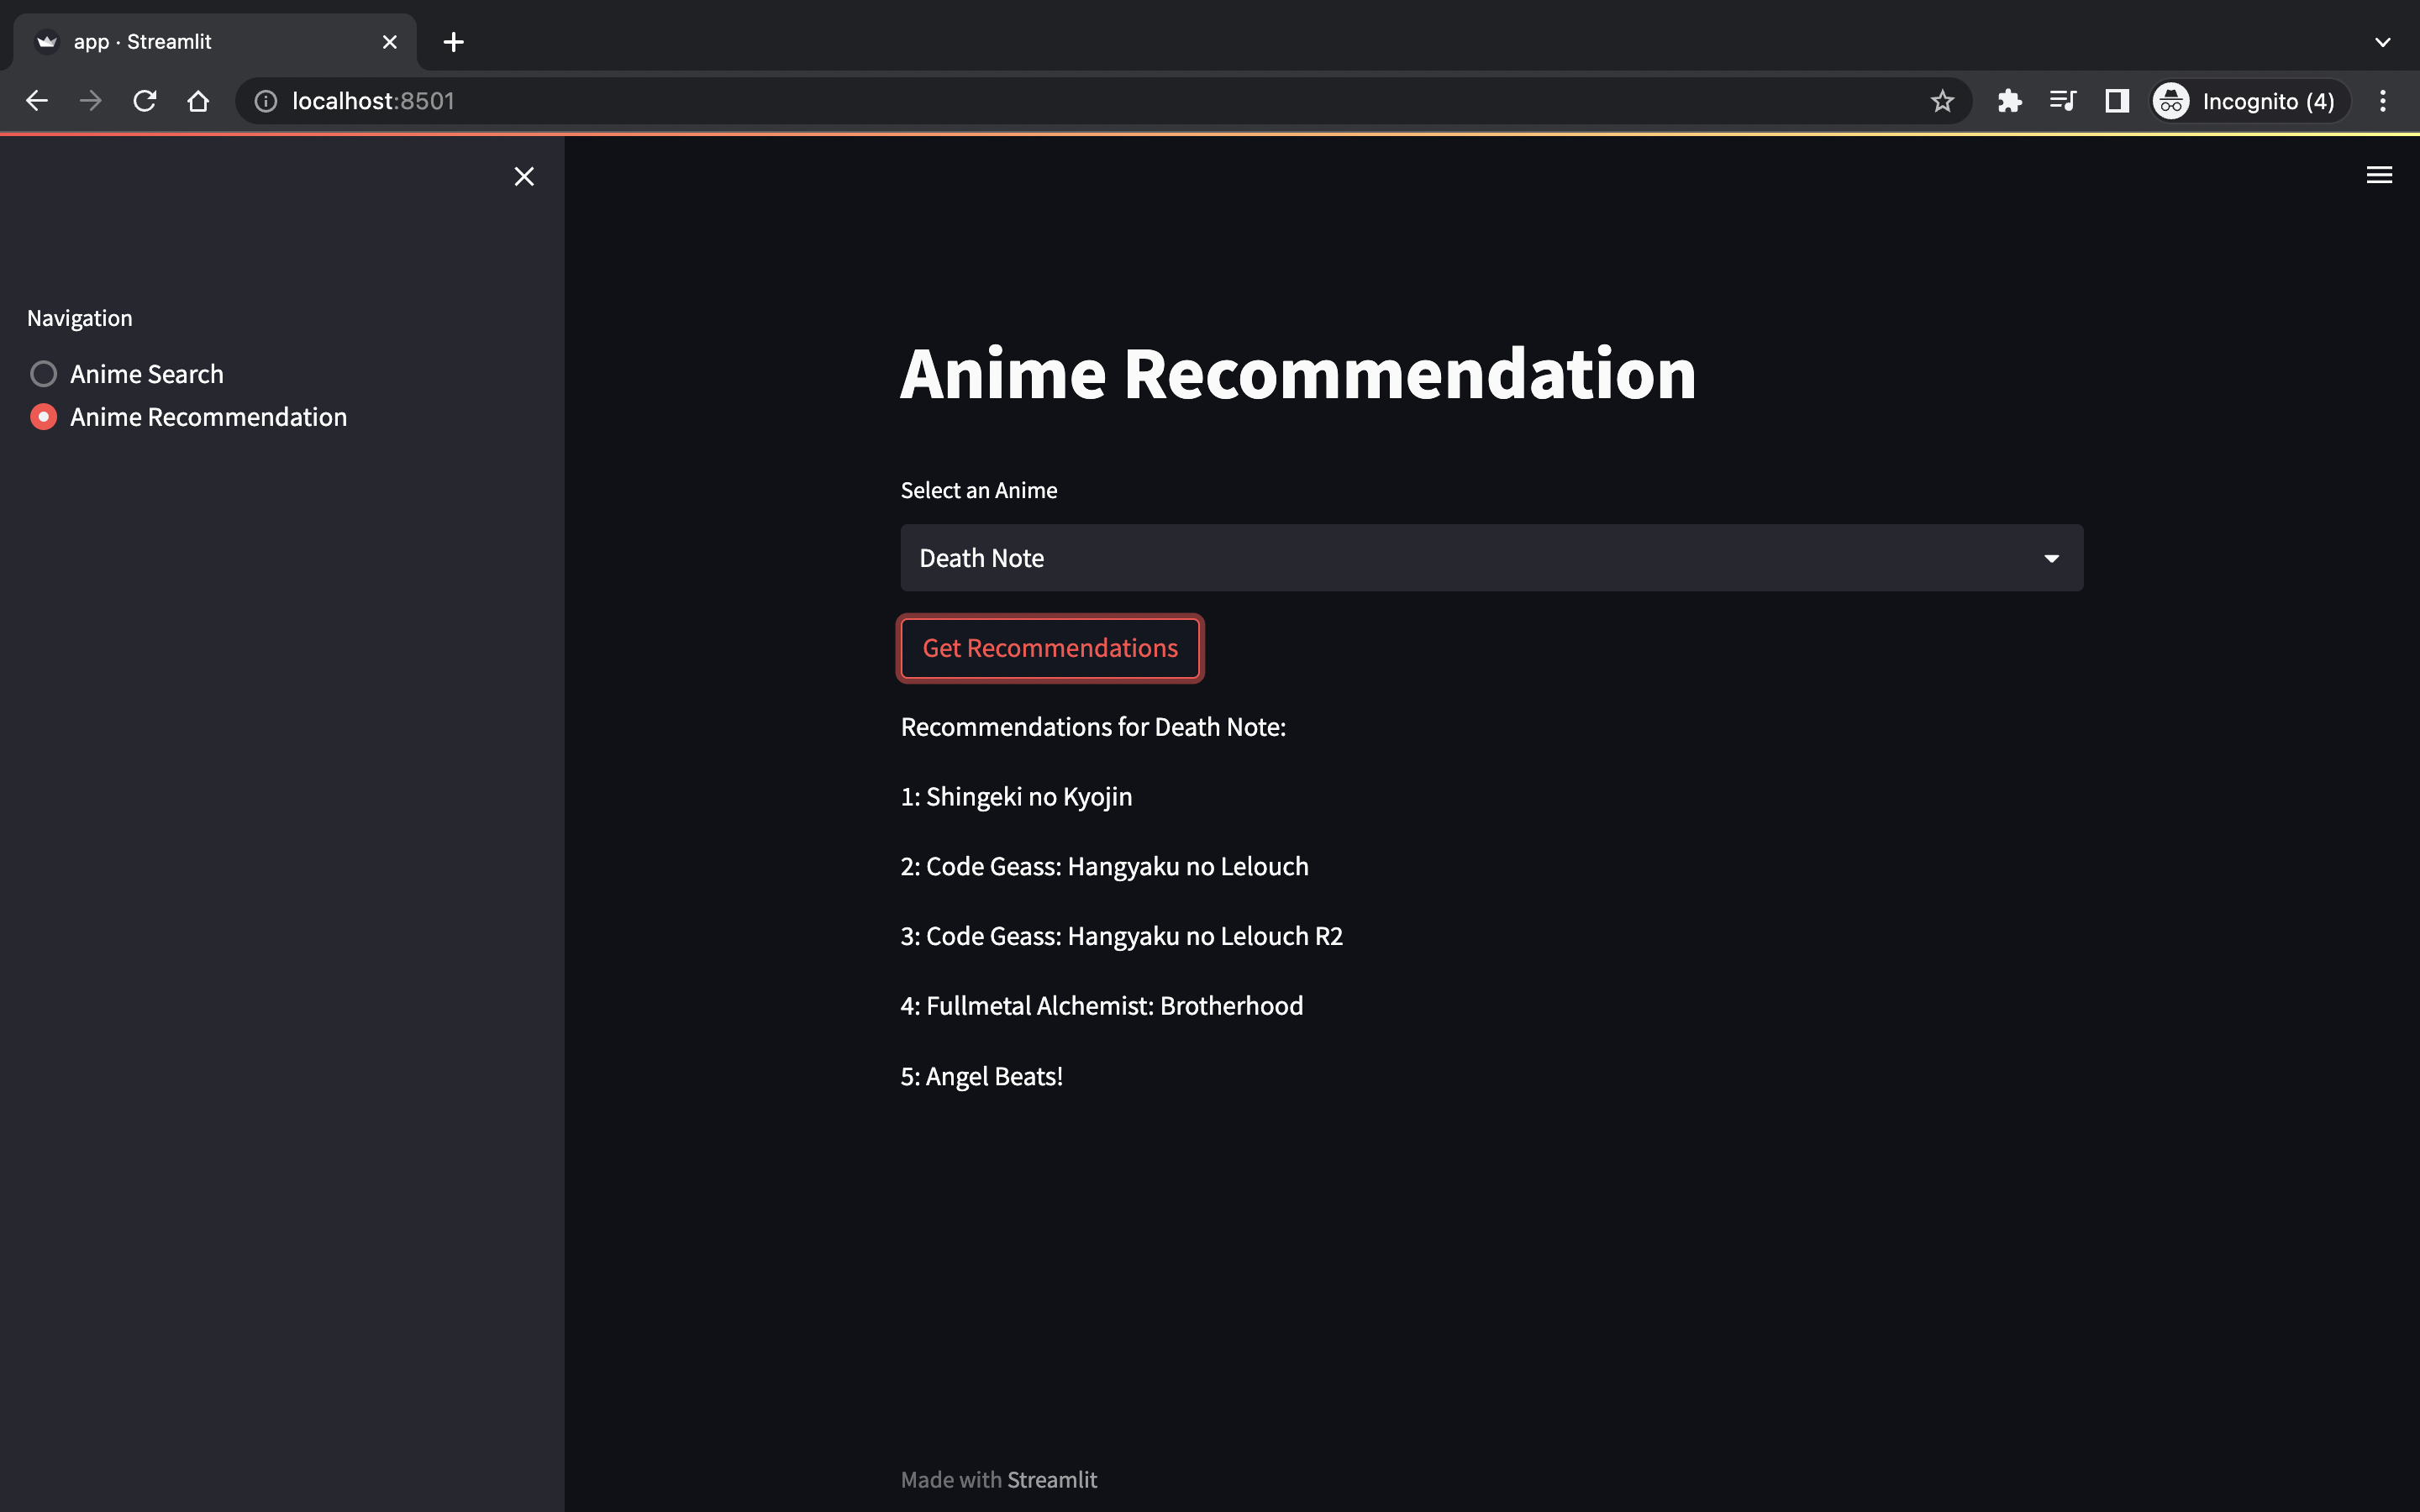 app · Streamlit
localhost:8501
Incognito (4)
Navigation
Anime Search
Anime Recommendation
Anime Recommendation
Select an Anime
Death Note
Get Recommendations
Recommendations for Death Note:
1: Shingeki no Kyojin
2: Code Geass: Hangyaku no Lelouch
3: Code Geass: Hangyaku no Lelouch R2
4: Fullmetal Alchemist: Brotherhood
5: Angel Beats!
Made with Streamlit